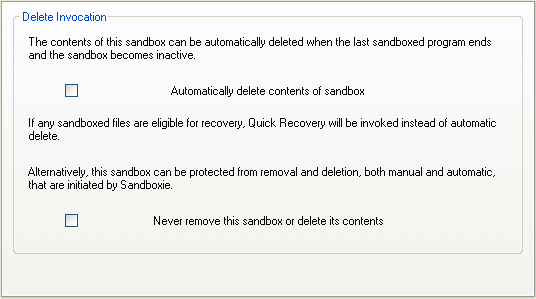 Delete Invocation
The contents of this sandbox can be automatically deleted when the last sandboxed program ends
and the sandbox becomes inactive.
Automatically delete contents of sandbox
If any sandboxed files are eligible for recovery, Quick Recovery will be invoked instead of automatic
delete.
Alternatively, this sandbox can be protected from removal and deletion, both manual and automatic,
that are initiated by Sandboxie.
Never remove this sandbox or delete its contents